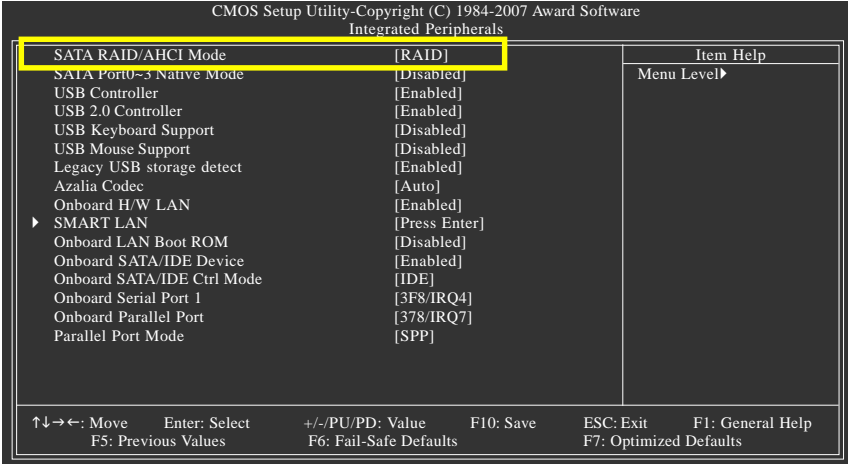 CMOS Setup Utility-Copyright (C) 1984-2007 Award Software
Integrated Peripherals
SATA RAID/AHCI Mode [RAID] Item Help
SATA Port0~3 Native Mode [Disabled] Menu Level▶
USB Controller [Enabled]
USB 2.0 Controller [Enabled]
USB Keyboard Support [Disabled]
USB Mouse Support [Disabled]
Legacy USB storage detect [Enabled]
Azalia Codec [Auto]
Onboard H/W LAN [Enabled]
▶ SMART LAN [Press Enter]
Onboard LAN Boot ROM [Disabled]
Onboard SATA/IDE Device [Enabled]
Onboard SATA/IDE Ctrl Mode [IDE]
Onboard Serial Port 1 [3F8/IRQ4]
Onboard Parallel Port [378/IRQ7]
Parallel Port Mode [SPP]
↑↓→←: Move Enter: Select +/-/PU/PD: Value F10: Save ESC: Exit F1: General Help
F5: Previous Values F6: Fail-Safe Defaults F7: Optimized Defaults